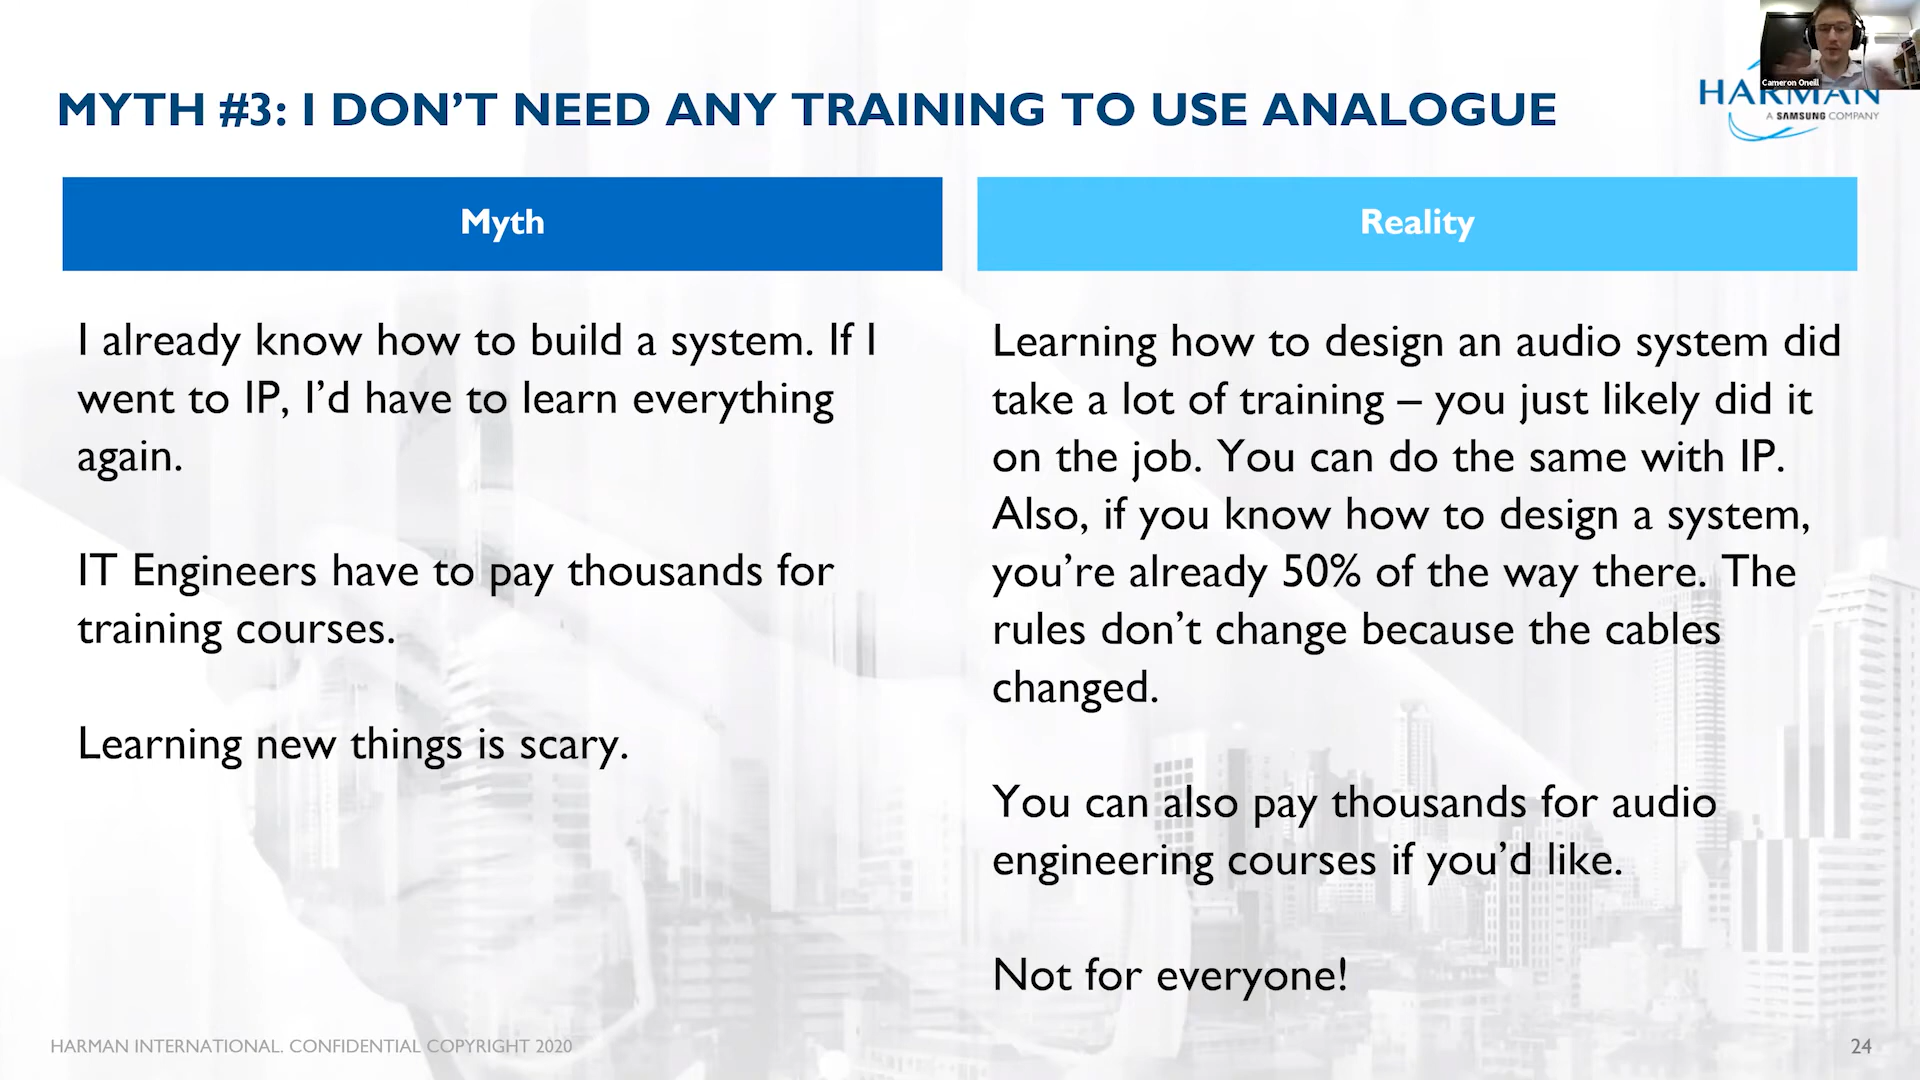 Cameron Oneill
MYTH #3: I DON'T NEED ANY TRAINING TO USE ANALOGUE
HARMAN
A SAMSUNG COMPANY
Myth
I already know how to build a system. If I
went to IP, I'd have to learn everything
again.
IT Engineers have to pay thousands for
training courses.
Learning new things is scary.
Reality
Learning how to design an audio system did
take a lot of training – you just likely did it
on the job. You can do the same with IP.
Also, if you know how to design a system,
you're already 50% of the way there. The
rules don't change because the cables
changed.
You can also pay thousands for audio
engineering courses if you'd like.
Not for everyone!
HARMAN INTERNATIONAL. CONFIDENTIAL COPYRIGHT 2020
24